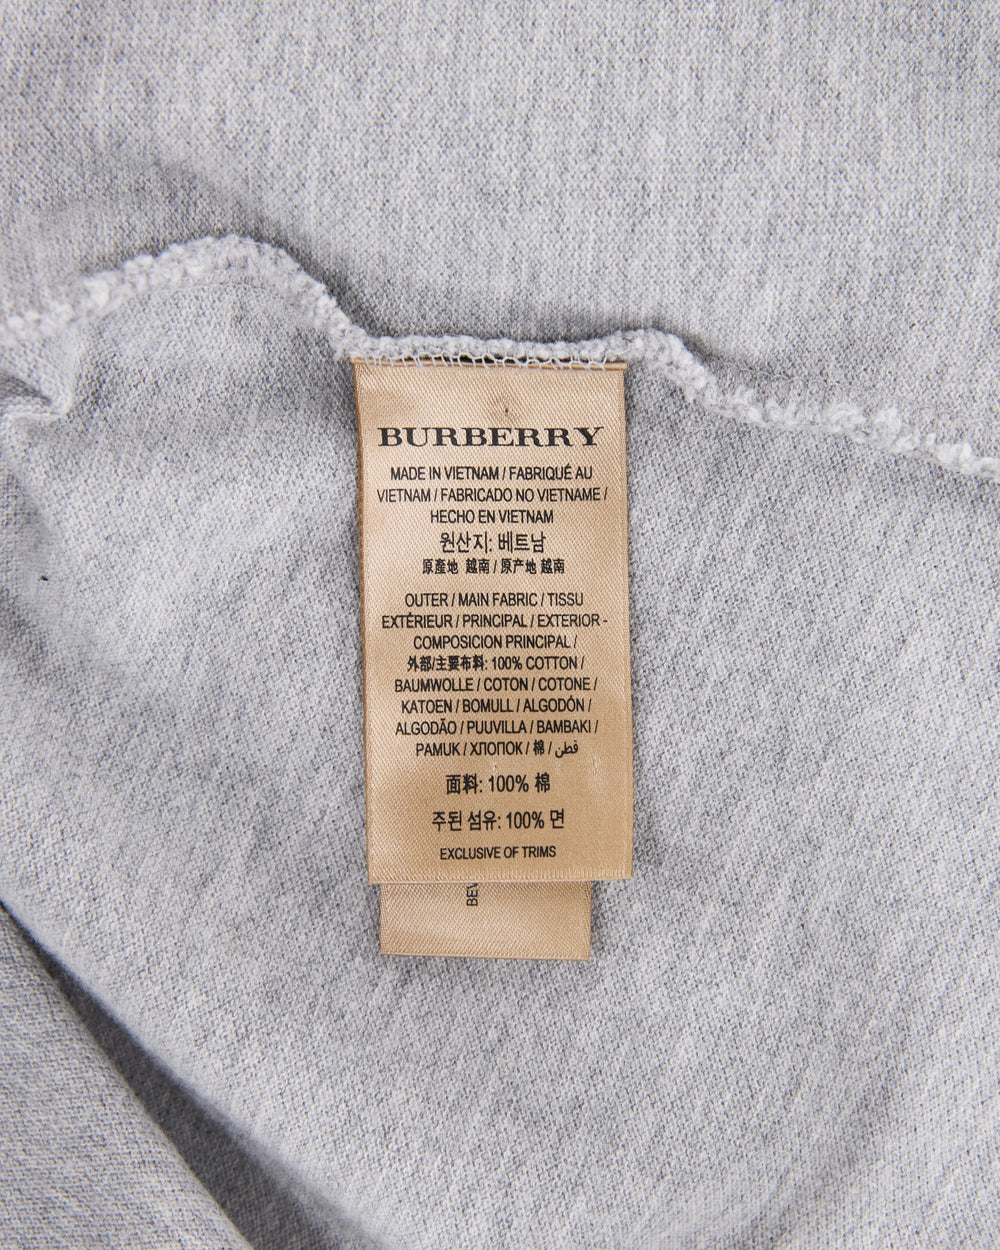 BURBERRY
MADE IN VIETNAM / FABRIQUÉ AU
VIETNAM / FABRICADO NO VIETNAME /
HECHO EN VIETNAM
원산지: 베트남
原產地 越南 / 原产地 越南
OUTER / MAIN FABRIC / TISSU
EXTÉRIEUR / PRINCIPAL / EXTERIOR -
COMPOSICION PRINCIPAL /
外部/主要布料: 100% COTTON /
BAUMWOLLE / COTON / COTONE /
KATOEN / BOMULL / ALGODÓN /
ALGODÃO / PUUVILLA / BAMBAKI /
PAMUK / ХЛОПОК / 棉 / قطن
面料: 100% 棉
주된 섬유: 100% 면
EXCLUSIVE OF TRIMS
BEV